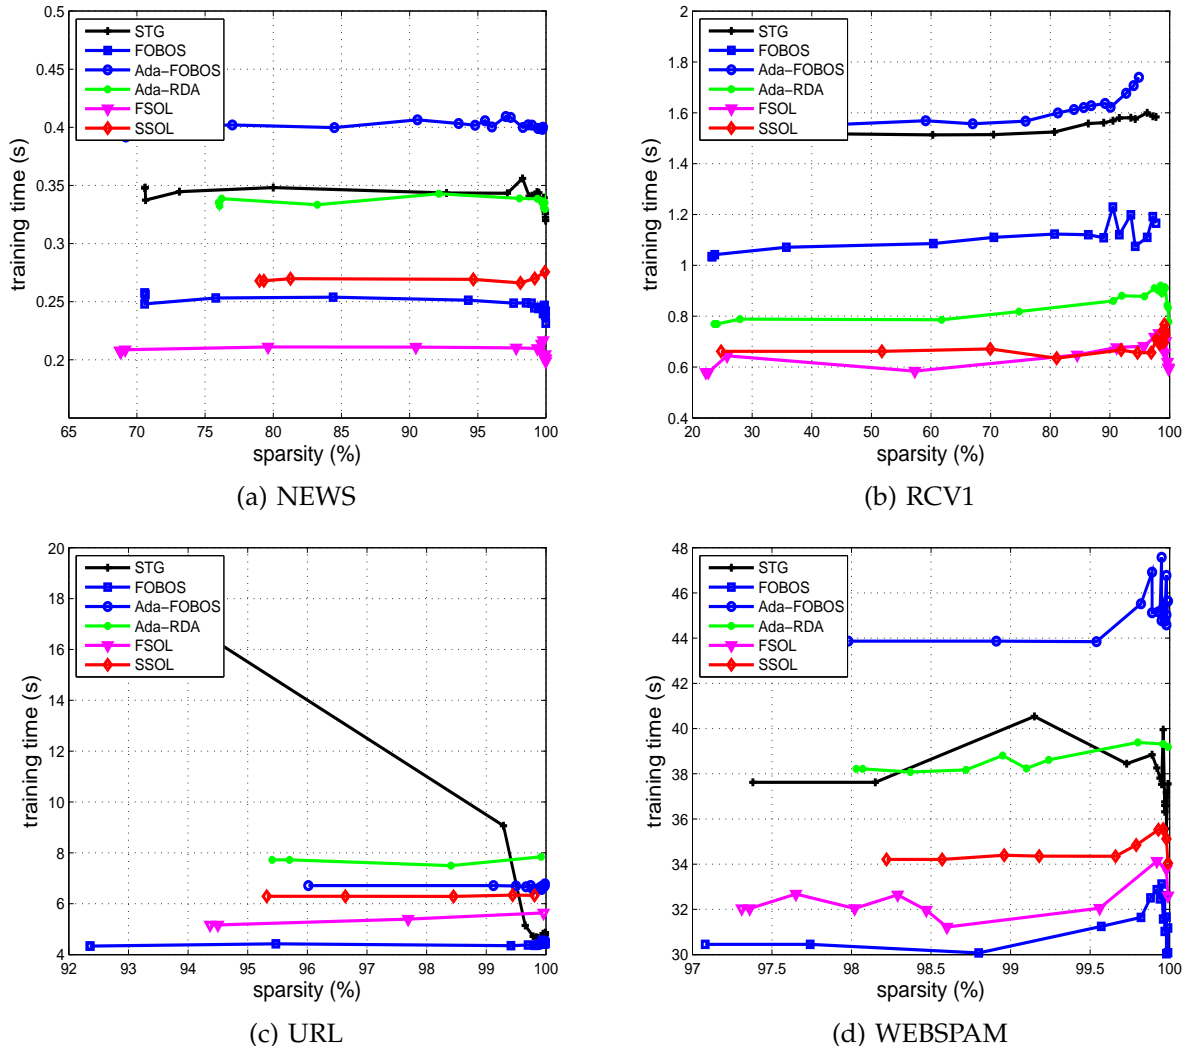 0.5
0.45
0.4
0.35
0.3
0.25
0.2
training time (s)
STG
FOBOS
Ada−FOBOS
Ada−RDA
FSOL
SSOL
65 70 75 80 85 90 95 100
sparsity (%)
(a) NEWS
2
1.8
1.6
1.4
1.2
1
0.8
0.6
0.4
training time (s)
STG
FOBOS
Ada−FOBOS
Ada−RDA
FSOL
SSOL
20 30 40 50 60 70 80 90 100
sparsity (%)
(b) RCV1
20
18
16
14
12
10
8
6
4
training time (s)
STG
FOBOS
Ada−FOBOS
Ada−RDA
FSOL
SSOL
92 93 94 95 96 97 98 99 100
sparsity (%)
(c) URL
48
46
44
42
40
38
36
34
32
30
training time (s)
STG
FOBOS
Ada−FOBOS
Ada−RDA
FSOL
SSOL
97 97.5 98 98.5 99 99.5 100
sparsity (%)
(d) WEBSPAM